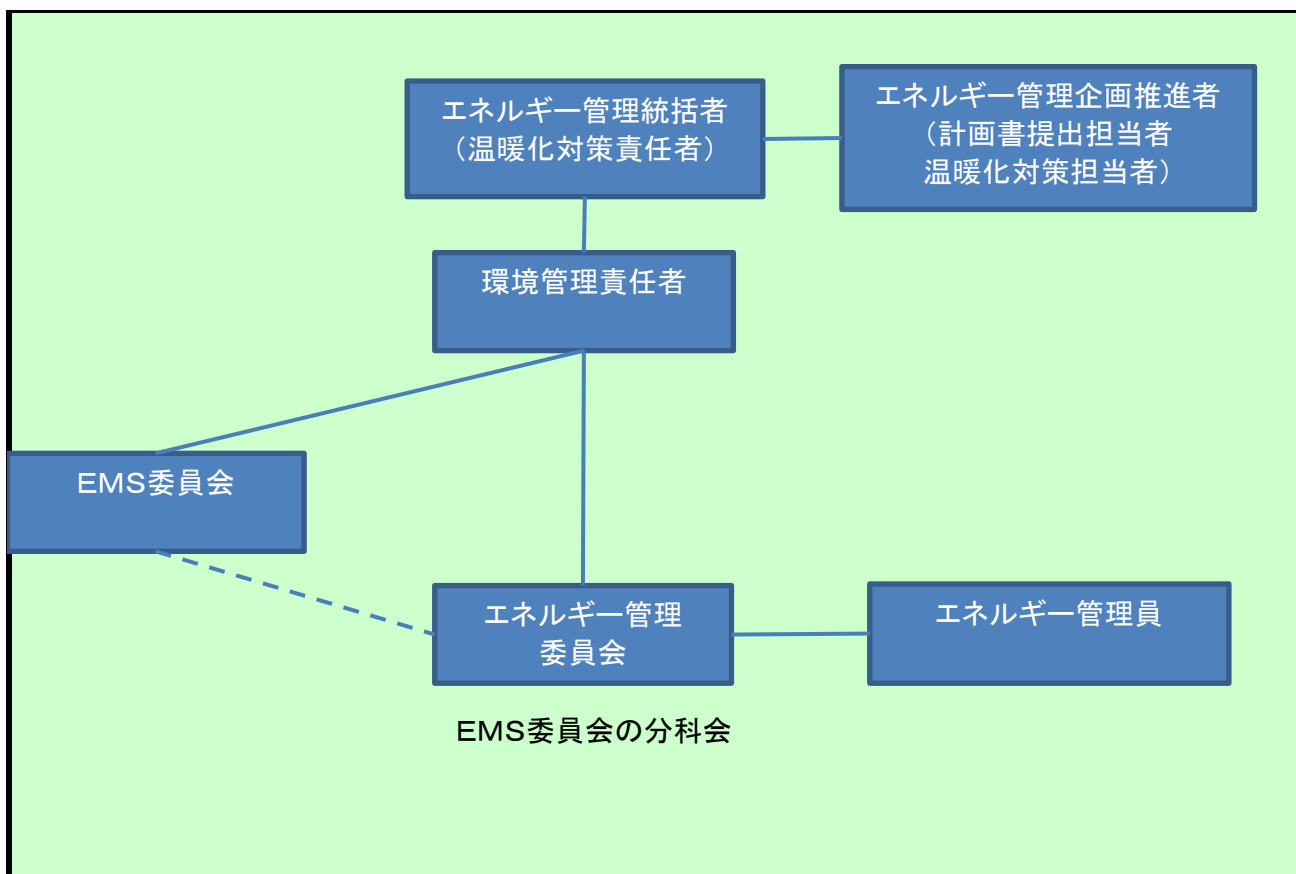 エネルギー管理統括者
（温暖化対策責任者）
エネルギー管理企画推進者
（計画書提出担当者
温暖化対策担当者）
環境管理責任者
ＥＭＳ委員会
エネルギー管理
委員会
エネルギー管理員
ＥＭＳ委員会の分科会